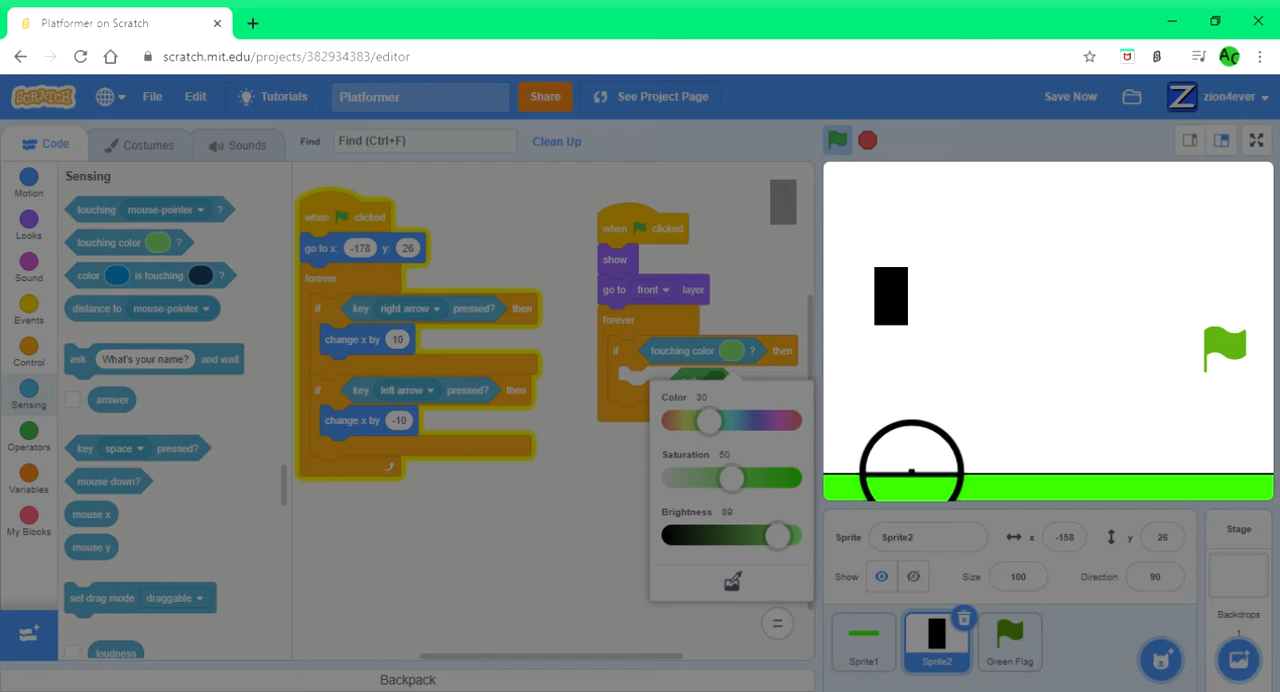 Platformer on Scratch
scratch.mit.edu/projects/382934383/editor
SCRATCH File Edit Tutorials Platformer Share See Project Page Save Now zion4ever
Code Costumes Sounds Find Find (Ctrl+F) Clean Up
Sensing
Motion
Looks
Sound
Events
Control
Sensing
Operators
Variables
My Blocks
touching mouse-pointer ?
touching color ?
color is touching ?
distance to mouse-pointer
ask What's your name? and wait
answer
key space pressed?
mouse down?
mouse x
mouse y
set drag mode draggable
loudness
when clicked
go to x: -178 y: 26
forever
if key right arrow pressed? then
change x by 10
if key left arrow pressed? then
change x by -10
when clicked
show
go to front layer
forever
if touching color ? then
Color 30
Saturation 50
Brightness 89
Backpack
Sprite Sprite2 x -158 y 26
Show Size 100 Direction 90
Sprite1
Sprite2
Green Flag
Stage
Backdrops
1